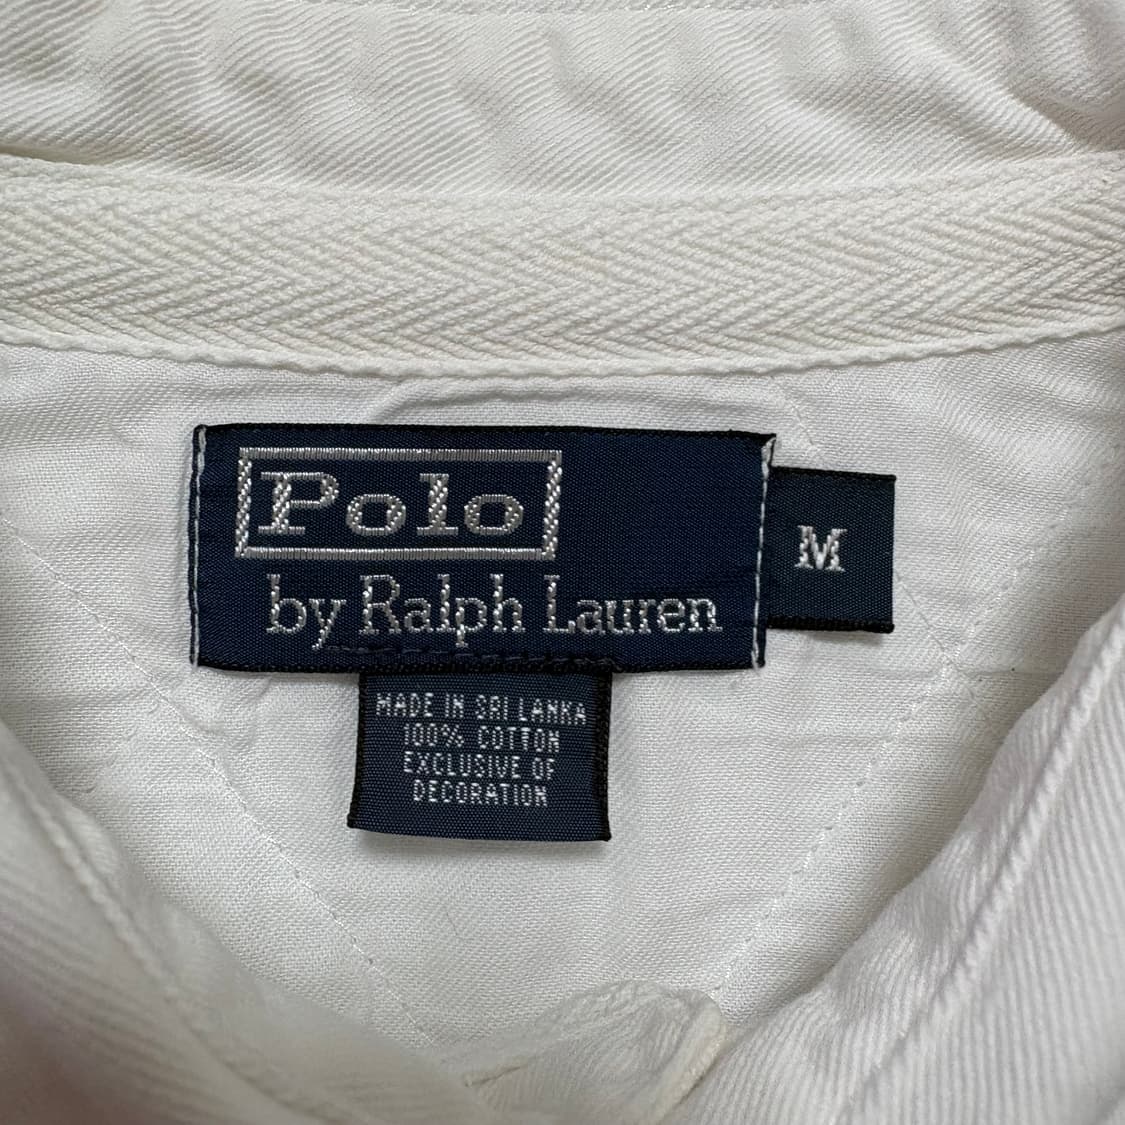 Polo
by Ralph Lauren
M
MADE IN SRI LANKA
100% COTTON
EXCLUSIVE OF
DECORATION